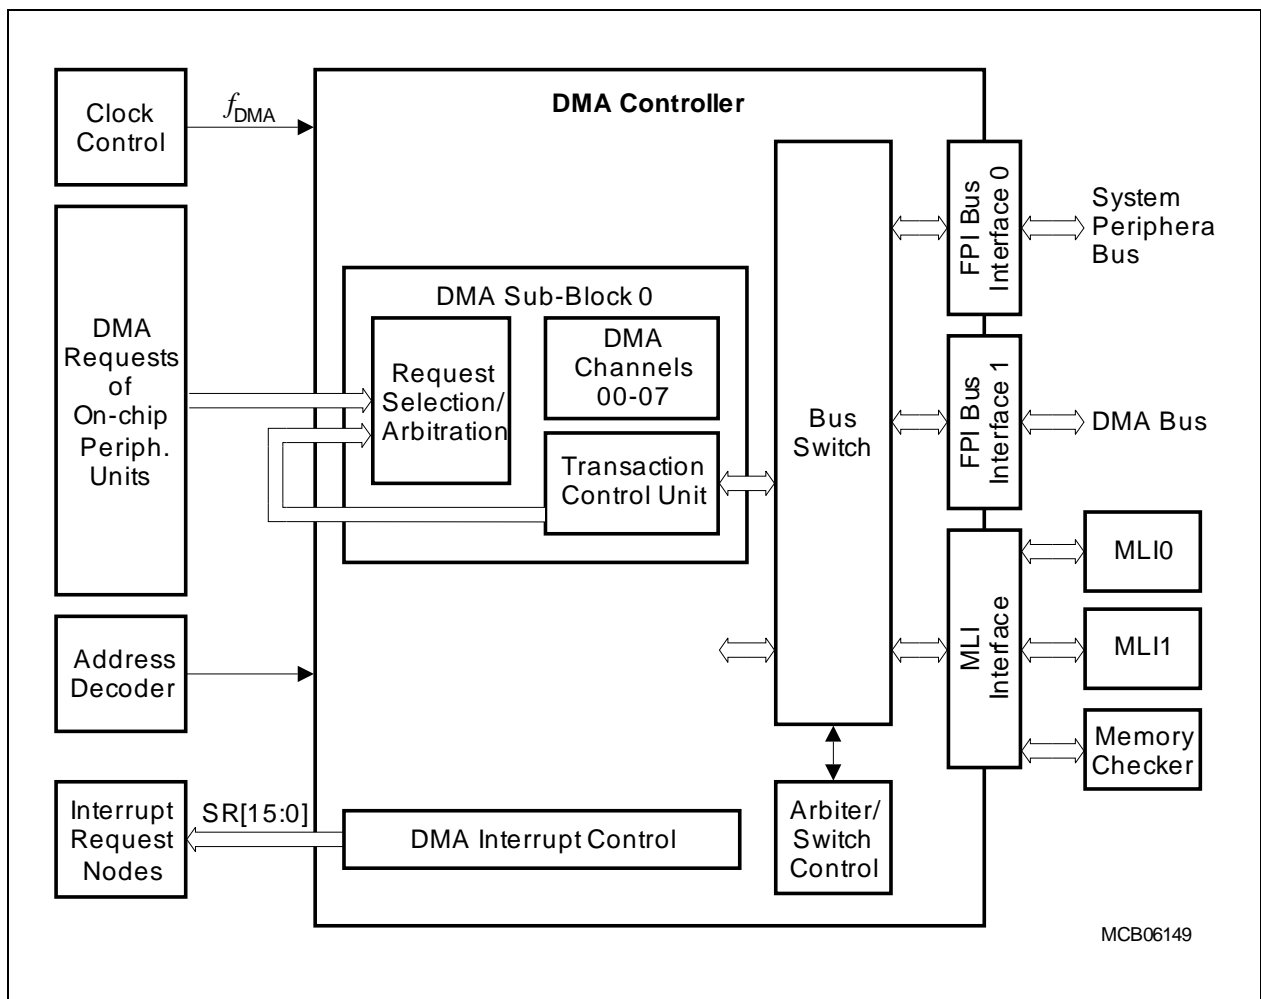 DMA Controller
Clock
Control
fDMA
DMA
Requests
of
On-chip
Periph.
Units
DMA Sub-Block 0
Request
Selection/
Arbitration
DMA
Channels
00-07
Transaction
Control Unit
Bus
Switch
FPI Bus
Interface 0
System
Periphera
Bus
FPI Bus
Interface 1
DMA Bus
MLI
Interface
MLI0
MLI1
Memory
Checker
Address
Decoder
Interrupt
Request
Nodes
SR[15:0]
DMA Interrupt Control
Arbiter/
Switch
Control
MCB06149